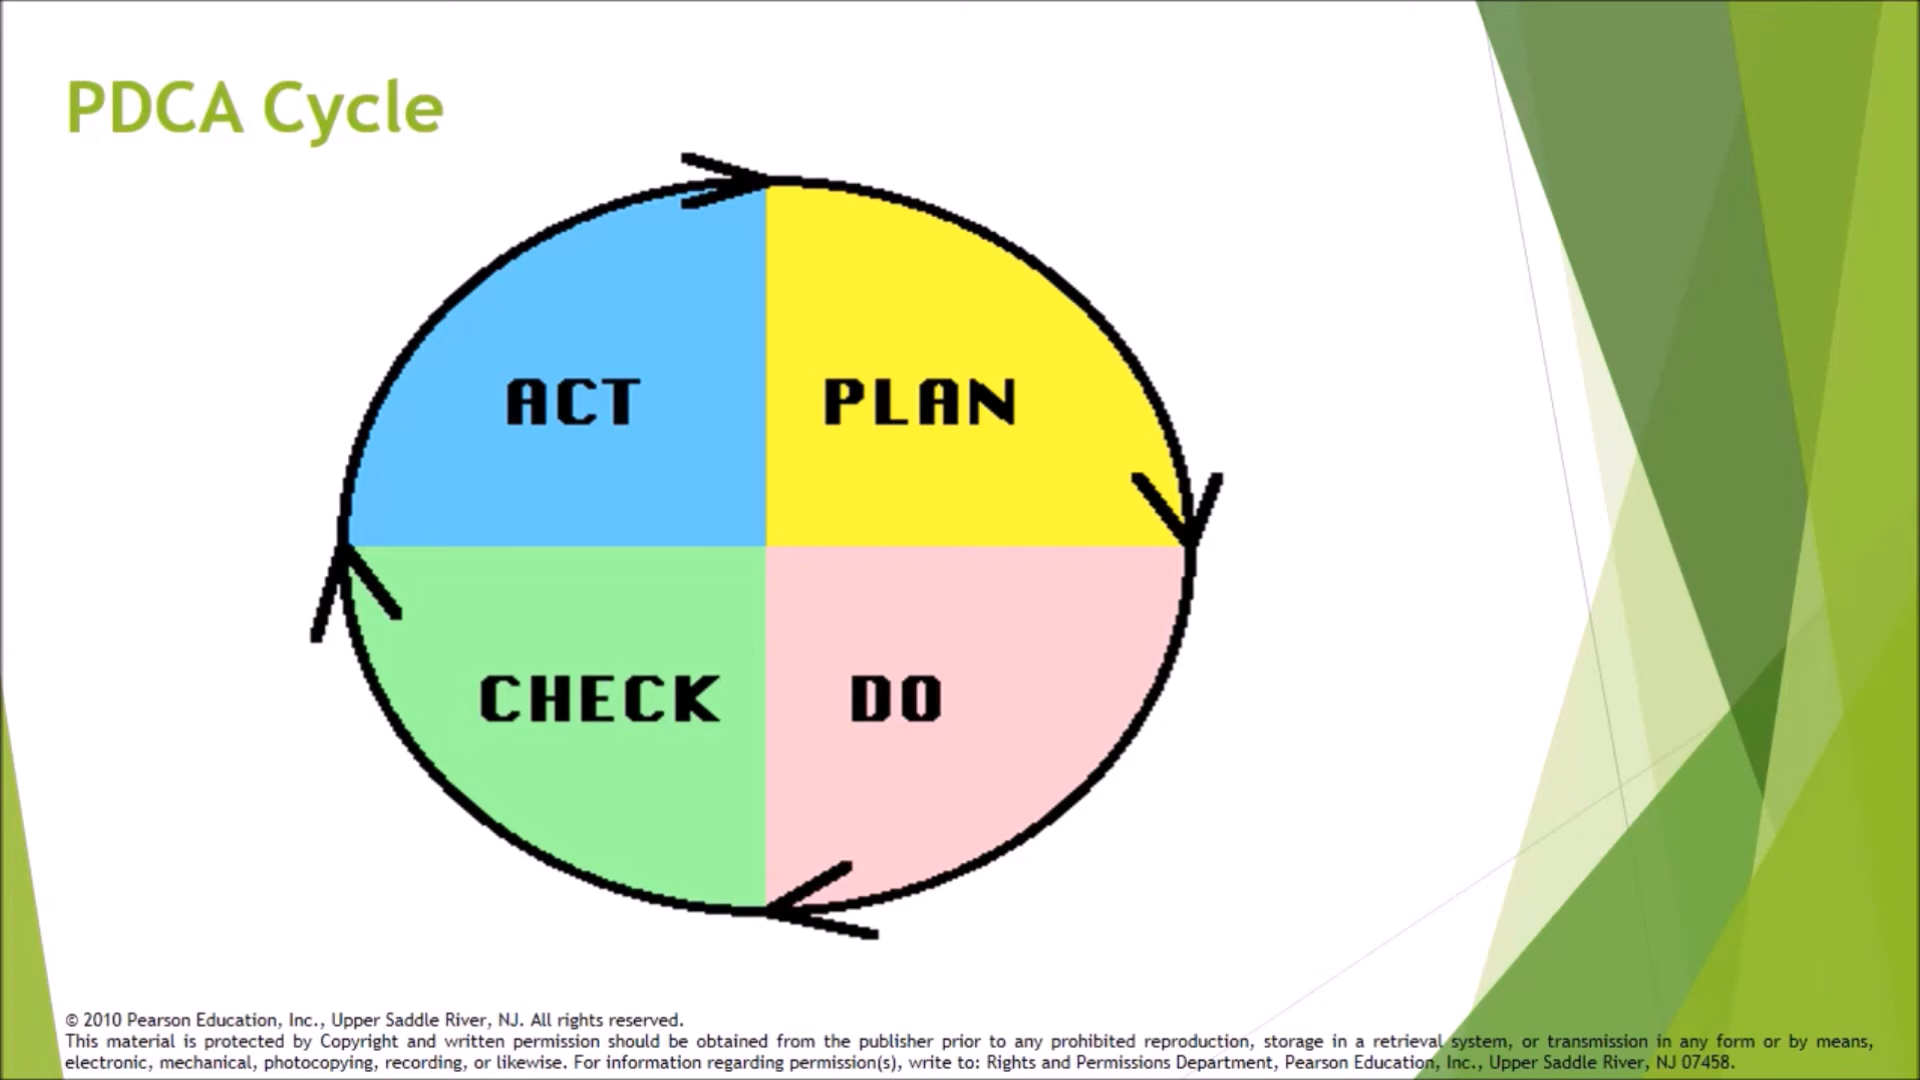 PDCA Cycle
ACT PLAN
CHECK DO
© 2010 Pearson Education, Inc., Upper Saddle River, NJ. All rights reserved.
This material is protected by Copyright and written permission should be obtained from the publisher prior to any prohibited reproduction, storage in a retrieval system, or transmission in any form or by means,
electronic, mechanical, photocopying, recording, or likewise. For information regarding permission(s), write to: Rights and Permissions Department, Pearson Education, Inc., Upper Saddle River, NJ 07458.